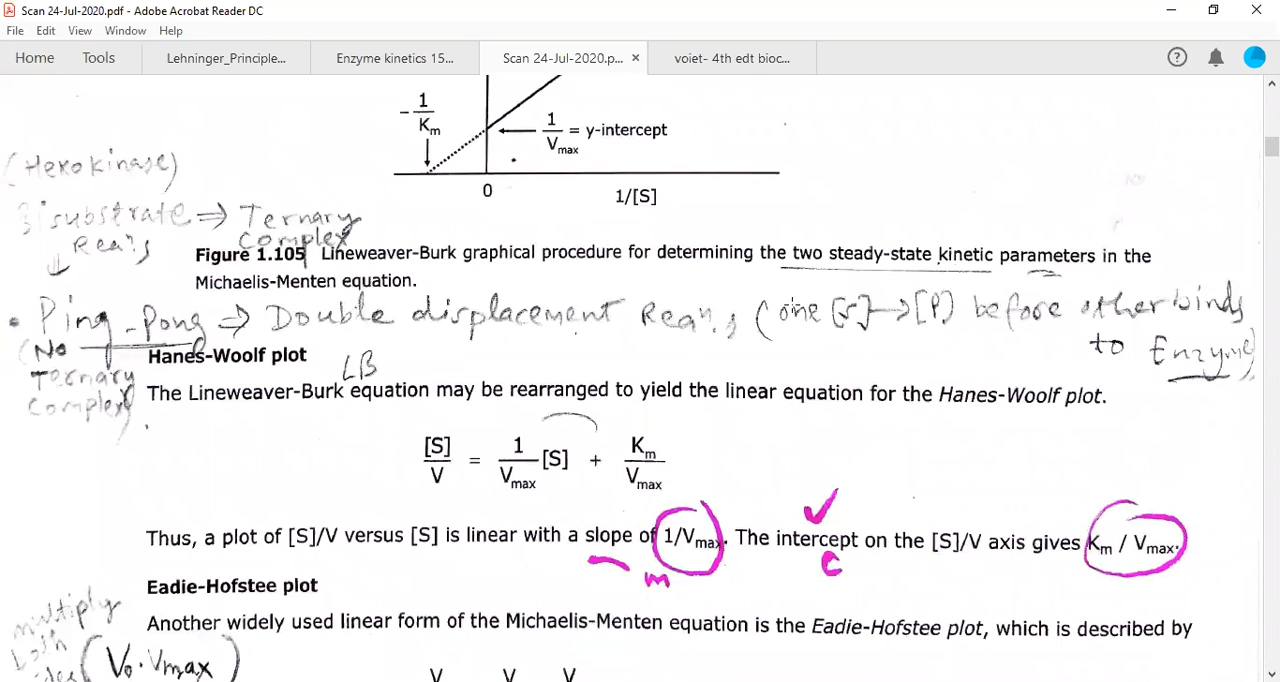 Scan 24-Jul-2020.pdf - Adobe Acrobat Reader DC
File Edit View Window Help
Home Tools Lehninger_Principle... Enzyme kinetics 15... Scan 24-Jul-2020.p... × voiet- 4th edt bioc...
- 1/Km
1/Vmax = y-intercept
(Hexokinase)
0 1/[S]
substrate ⇒ Ternary
Rean's Complex
Figure 1.105 Lineweaver-Burk graphical procedure for determining the two steady-state kinetic parameters in the
Michaelis-Menten equation.
• Ping-Pong ⇒ Double displacement Rean. (one [S]→[P] before other binds
to Enzyme)
(No
Ternary
Complex)
Hanes-Woolf plot
LB
The Lineweaver-Burk equation may be rearranged to yield the linear equation for the Hanes-Woolf plot.
[S]/V = 1/Vmax [S] + Km/Vmax
Thus, a plot of [S]/V versus [S] is linear with a slope of 1/Vmax. The intercept on the [S]/V axis gives Km / Vmax.
m C
Eadie-Hofstee plot
multiply
both
Another widely used linear form of the Michaelis-Menten equation is the Eadie-Hofstee plot, which is described by
(V₀·Vmax)
V V V